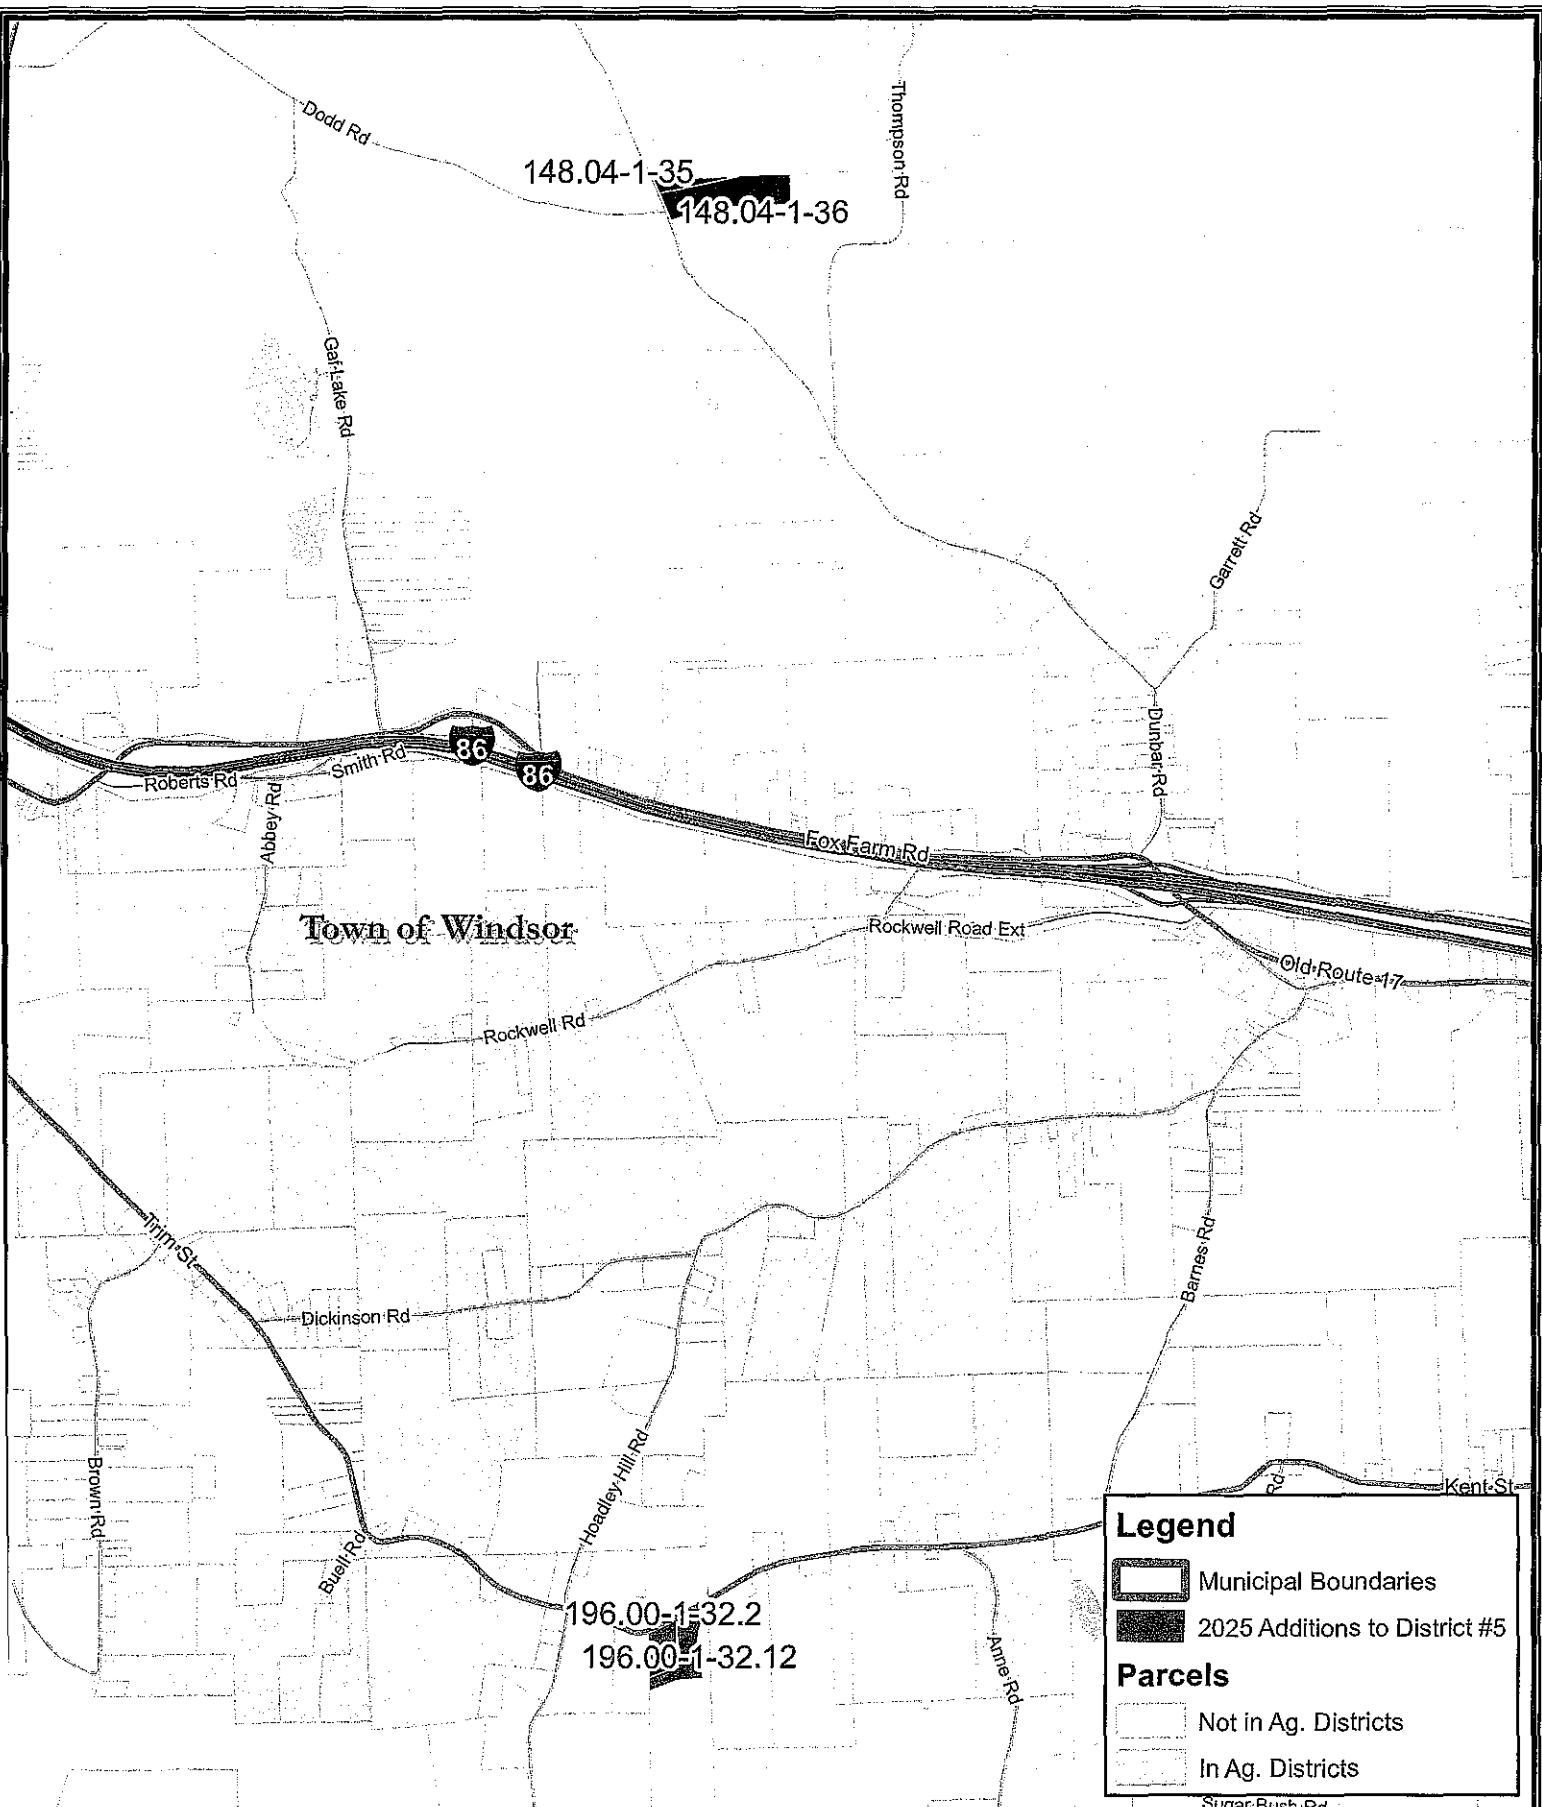 Dodd Rd
Thompson Rd
148.04-1-35
148.04-1-36
Gaf Lake Rd
Garrett Rd
Dunbar Rd
86
86
Smith Rd
Roberts Rd
Abbey Rd
Fox Farm Rd
Town of Windsor
Rockwell Road Ext
Old Route 17
Rockwell Rd
Trim St
Barnes Rd
Dickinson Rd
Brown Rd
Hoadley Hill Rd
Buell Rd
Rd
Kent St
196.00-1-32.2
196.00-1-32.12
Anne Rd
Legend
Municipal Boundaries
2025 Additions to District #5
Parcels
Not in Ag. Districts
In Ag. Districts
Sugar Bush Rd